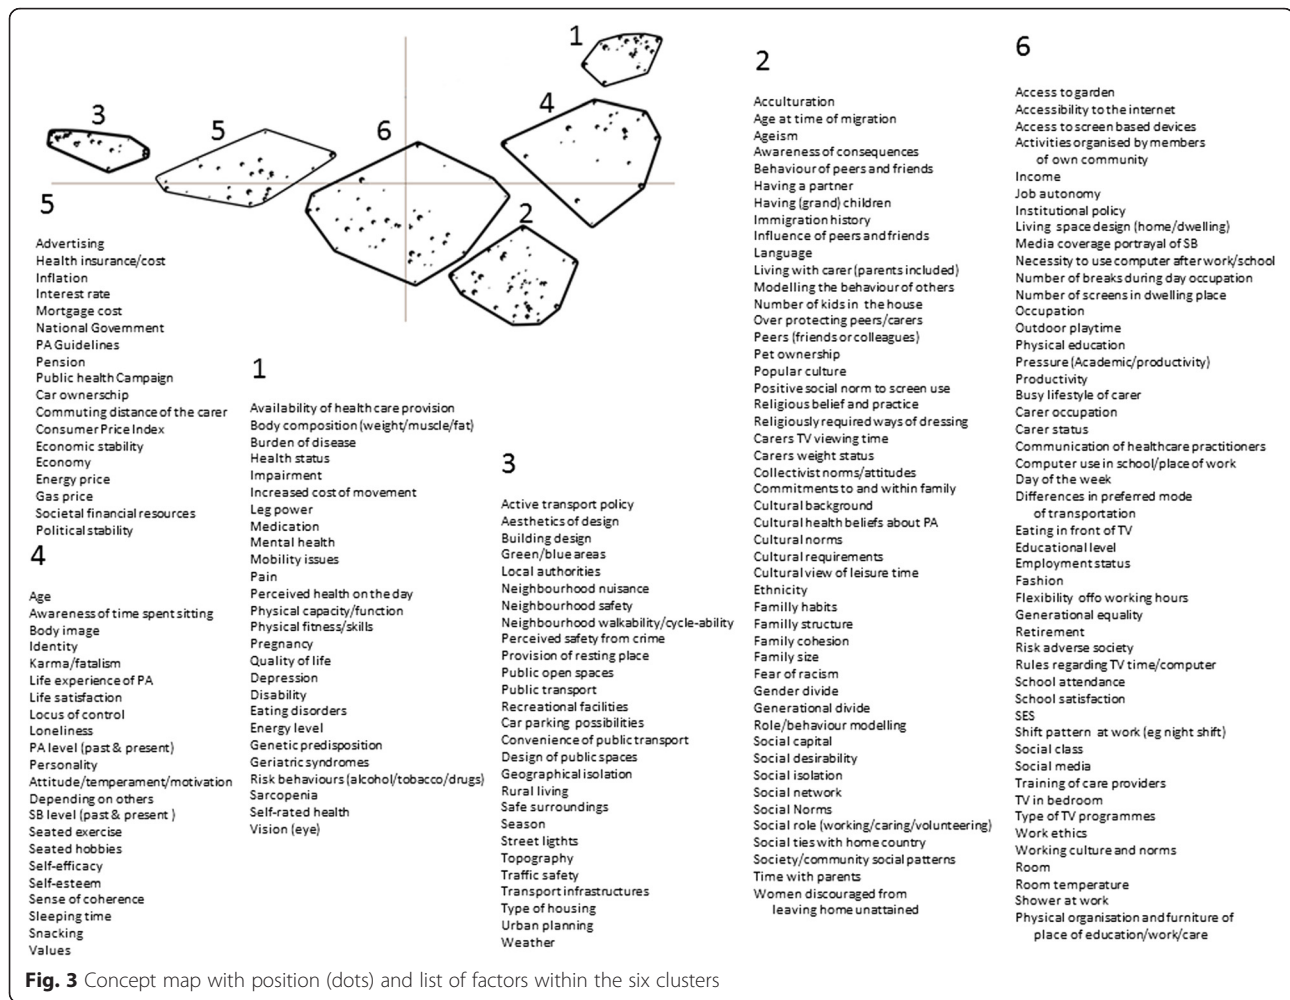 1
3
5
6
4
2
5
Advertising
Health insurance/cost
Inflation
Interest rate
Mortgage cost
National Government
PA Guidelines
Pension
Public health Campaign
Car ownerschip
Commuting distance of the carer
Consumer Price Index
Economic stability
Economy
Energy price
Gas price
Societal financial resources
Political stability
4
Age
Awareness of time spent sitting
Body image
Identity
Karma/fatalism
Life experience of PA
Life satisfaction
Locus of control
Loneliness
PA level (past & present)
Personality
Attitude/temperament/motivation
Depending on others
SB level (past & present )
Seated exercise
Seated hobbies
Self-efficacy
Self-esteem
Sense of coherence
Sleeping time
Snacking
Values
1
Availability of health care provision
Body composition (weight/muscle/fat)
Burden of disease
Health status
Impairment
Increased cost of movement
Leg power
Medication
Mental health
Mobility issues
Pain
Perceived health on the day
Physical capacity/function
Physical fitness/skills
Pregnancy
Quality of life
Depression
Disability
Eating disorders
Energy level
Genetic predisposition
Geriatric syndromes
Risk behaviours (alcohol/tobacco/drugs)
Sarcopenia
Self-rated health
Vision (eye)
3
Active transport policy
Aesthetics of design
Building design
Green/blue areas
Local authorities
Neighbourhood nuisance
Neighbourhood safety
Neighbourhood walkability/cycle-ability
Perceived safety from crime
Provision of resting place
Public open spaces
Public transport
Recreational facilities
Car parking possibilities
Convenience of public transport
Design of public spaces
Geographical isolation
Rural living
Safe surroundings
Season
Street ligthts
Topography
Traffic safety
Transport infrastructures
Type of housing
Urban planning
Weather
2
Acculturation
Age at time of migration
Ageism
Awareness of consequences
Behaviour of peers and friends
Having a partner
Having (grand) children
Immigration history
Influence of peers and friends
Language
Living with carer (parents included)
Modelling the behaviour of others
Number of kids in the house
Over protecting peers/carers
Peers (friends or colleagues)
Pet ownership
Popular culture
Positive social norm to screen use
Religious belief and practice
Religiously required ways of dressing
Carers TV viewing time
Carers weight status
Collectivist norms/attitudes
Commitments to and within family
Cultural background
Cultural health beliefs about PA
Cultural norms
Cultural requirements
Cultural view of leisure time
Ethnicity
Familly habits
Familly structure
Family cohesion
Family size
Fear of racism
Gender divide
Generational divide
Role/behaviour modelling
Social capital
Social desirability
Social isolation
Social network
Social Norms
Social role (working/caring/volunteering)
Social ties with home country
Society/community social patterns
Time with parents
Women discouraged from
leaving home unattained
6
Access to garden
Accessibility to the internet
Access to screen based devices
Activities organised by members
of own community
Income
Job autonomy
Institutional policy
Living space design (home/dwelling)
Media coverage portrayal of SB
Necessity to use computer after work/school
Number of breaks during day occupation
Number of screens in dwelling place
Occupation
Outdoor playtime
Physical education
Pressure (Academic/productivity)
Productivity
Busy lifestyle of carer
Carer occupation
Carer status
Communication of healthcare practitioners
Computer use in school/place of work
Day of the week
Differences in preferred mode
of transportation
Eating in front of TV
Educational level
Employment status
Fashion
Flexibility offo working hours
Generational equality
Retirement
Risk adverse society
Rules regarding TV time/computer
School attendance
School satisfaction
SES
Shift pattern at work (eg night shift)
Social class
Social media
Training of care providers
TV in bedroom
Type of TV programmes
Work ethics
Working culture and norms
Room
Room temperature
Shower at work
Physical organisation and furniture of
place of education/work/care
Fig. 3 Concept map with position (dots) and list of factors within the six clusters